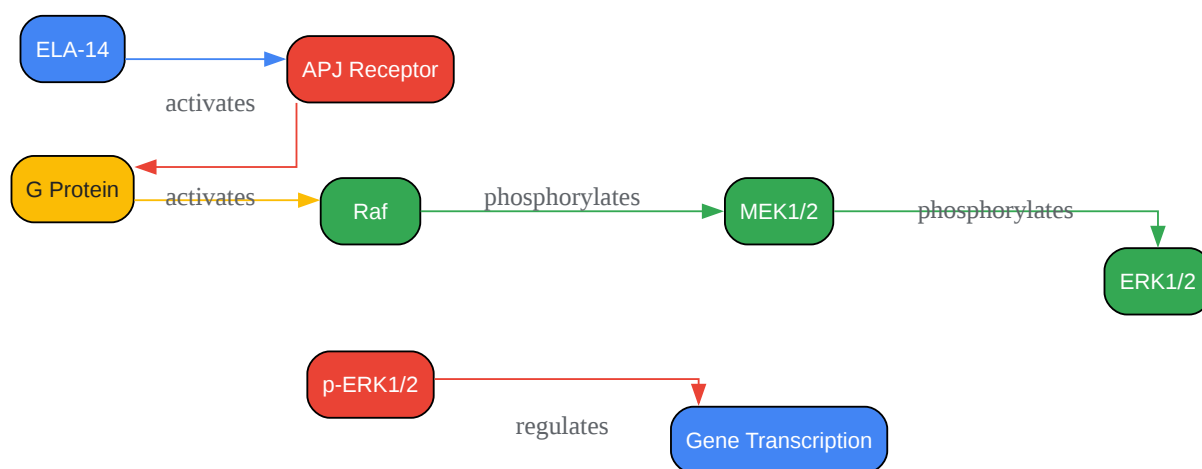 ELA-14
APJ Receptor
activates
G Protein
activates
Raf
phosphorylates
MEK1/2
phosphorylates
ERK1/2
p-ERK1/2
regulates
Gene Transcription